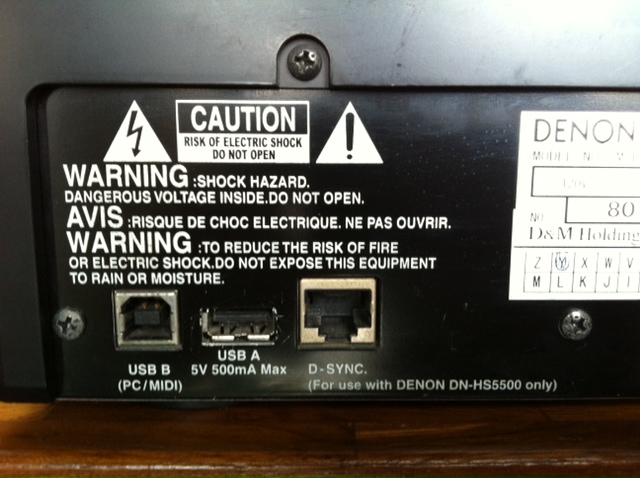 CAUTION
RISK OF ELECTRIC SHOCK
DO NOT OPEN
WARNING :SHOCK HAZARD.
DANGEROUS VOLTAGE INSIDE.DO NOT OPEN.
AVIS :RISQUE DE CHOC ELECTRIQUE. NE PAS OUVRIR.
WARNING :TO REDUCE THE RISK OF FIRE
OR ELECTRIC SHOCK.DO NOT EXPOSE THIS EQUIPMENT
TO RAIN OR MOISTURE.
USB B
(PC/MIDI)
USB A
5V 500mA Max
D-SYNC.
(For use with DENON DN-HS5500 only)
DENON
MODEL
NO
80
D&M Holding
Z Y X W V
M L K J I